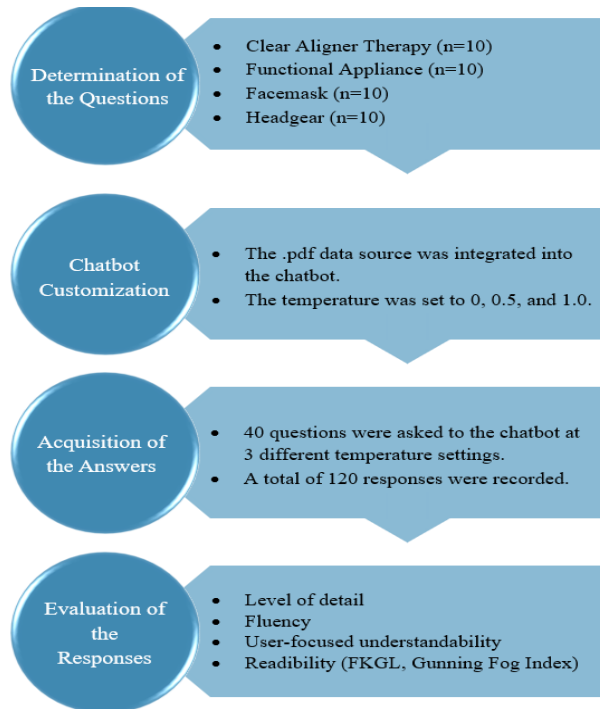 Determination of
the Questions
• Clear Aligner Therapy (n=10)
• Functional Appliance (n=10)
• Facemask (n=10)
• Headgear (n=10)
Chatbot
Customization
• The .pdf data source was integrated into
the chatbot.
• The temperature was set to 0, 0.5, and 1.0.
Acquisition of
the Answers
• 40 questions were asked to the chatbot at
3 different temperature settings.
• A total of 120 responses were recorded.
Evaluation of
the
Responses
• Level of detail
• Fluency
• User-focused understandability
• Readibility (FKGL, Gunning Fog Index)